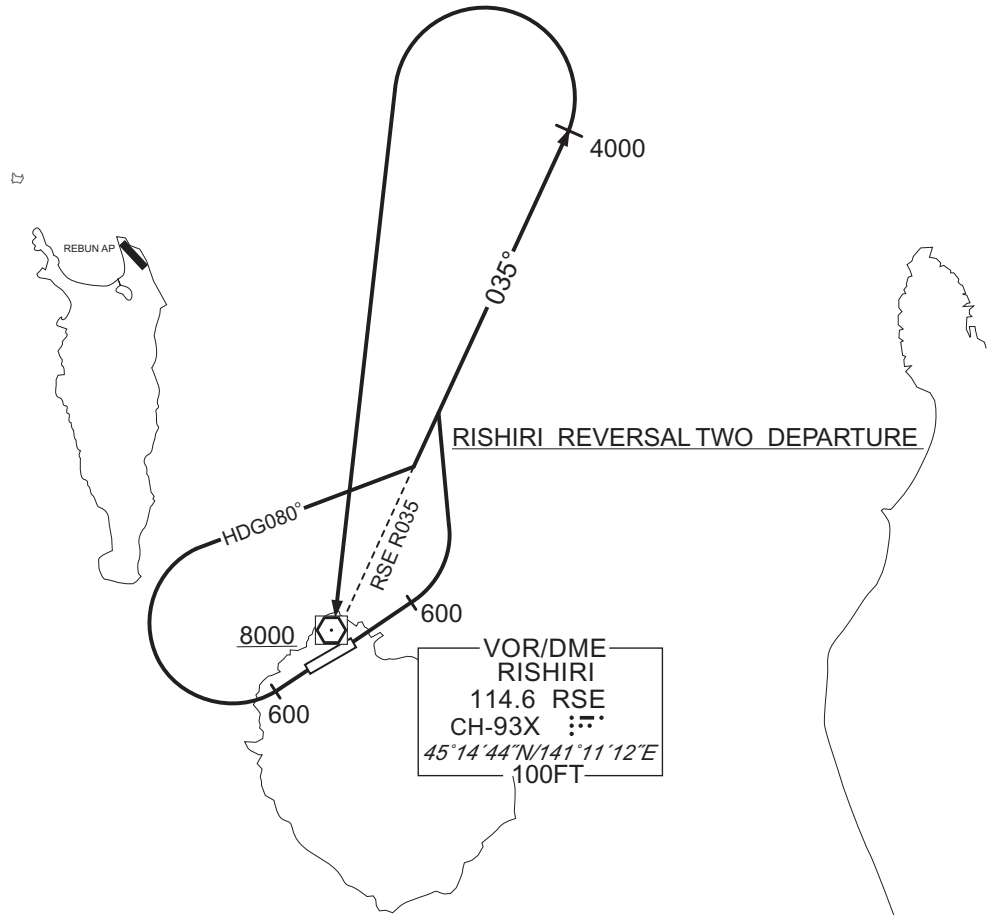 4000
REBUN AP
035°
RISHIRI REVERSAL TWO DEPARTURE
HDG080°
RSE R035
600
8000
600
VOR/DME
RISHIRI
114.6 RSE
CH-93X
45°14´44˝N/141°11´12˝E
100FT